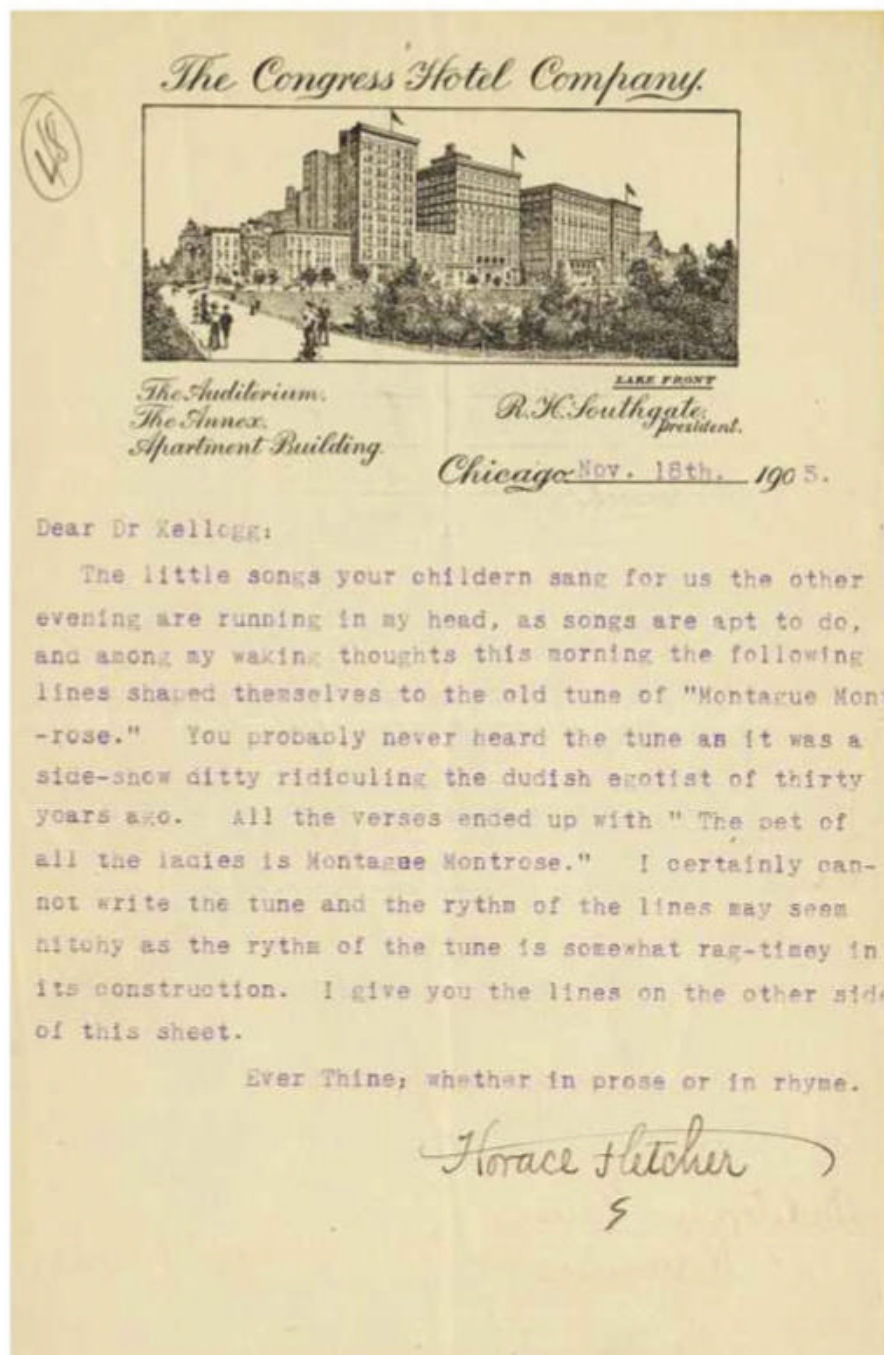 The Congress Hotel Company.
LAKE FRONT
The Auditorium.
The Annex.
Apartment Building.
R. H. Southgate,
President.
Chicago Nov. 18th. 1905.
Dear Dr Kellogg:
The little songs your childern sang for us the other
evening are running in my head, as songs are apt to do,
and among my waking thoughts this morning the following
lines shaped themselves to the old tune of "Montague Mont
-rose." You probably never heard the tune as it was a
side-show ditty ridiculing the dudish egotist of thirty
years ago. All the verses ended up with " The pet of
all the ladies is Montague Montrose." I certainly can-
not write the tune and the rythm of the lines may seem
hitchy as the rythm of the tune is somewhat rag-timey in
its construction. I give you the lines on the other side
of this sheet.
Ever Thine; whether in prose or in rhyme.
Horace Fletcher